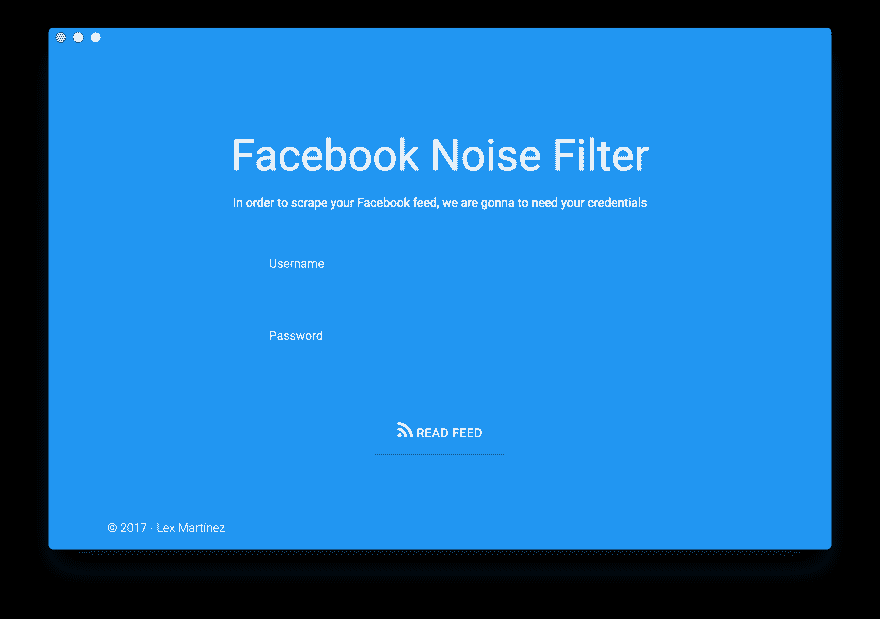 Facebook Noise Filter
In order to scrape your Facebook feed, we are gonna to need your credentials
Username
Password
READ FEED
© 2017 · Lex Martínez